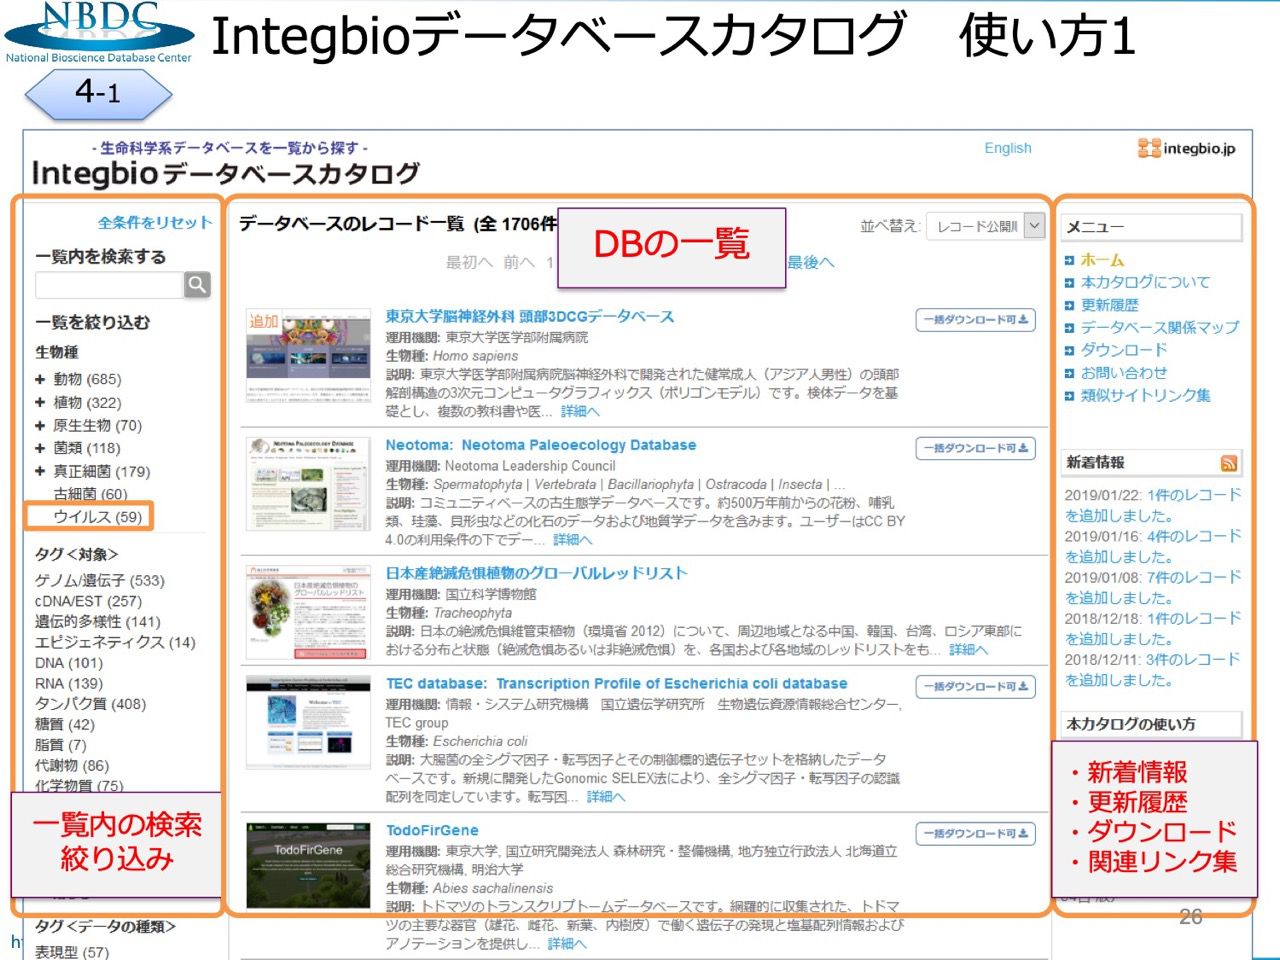 NBDC
National Bioscience Database Center
Integbioデータベースカタログ　使い方1
4-1
- 生命科学系データベースを一覧から探す -
Integbioデータベースカタログ
English
integbio.jp
全条件をリセット
一覧内を検索する
一覧を絞り込む
生物種
+ 動物 (685)
+ 植物 (322)
+ 原生生物 (70)
+ 菌類 (118)
+ 真正細菌 (179)
古細菌 (60)
ウイルス (59)
タグ<対象>
ゲノム/遺伝子 (533)
cDNA/EST (257)
遺伝的多様性 (141)
エピジェネティクス (14)
DNA (101)
RNA (139)
タンパク質 (408)
糖質 (42)
脂質 (7)
代謝物 (86)
化学物質 (75)
一覧内の検索
絞り込み
タグ<データの種類>
表現型 (57)
データベースのレコード一覧 (全 1706件
DBの一覧
並べ替え: レコード公開順
最初へ 前へ 1
最後へ
追加
東京大学脳神経外科 頭部3DCGデータベース
一括ダウンロード可
運用機関: 東京大学医学部附属病院
生物種: Homo sapiens
説明: 東京大学医学部附属病院脳神経外科で開発された健常成人（アジア人男性）の頭部
解剖構造の3次元コンピュータグラフィックス（ポリゴンモデル）です。検体データを基
礎とし、複数の教科書や医... 詳細へ
NEOTOMA PALEOECOLOGY DATABASE
Neotoma: Neotoma Paleoecology Database
一括ダウンロード可
運用機関: Neotoma Leadership Council
生物種: Spermatophyta | Vertebrata | Bacillariophyta | Ostracoda | Insecta | ...
説明: コミュニティベースの古生態学データベースです。約500万年前からの花粉、哺乳
類、珪藻、貝形虫などの化石のデータおよび地質学データを含みます。ユーザーはCC BY
4.0の利用条件の下でデー... 詳細へ
日本産絶滅危惧植物の
グローバルレッドリスト
日本産絶滅危惧植物のグローバルレッドリスト
運用機関: 国立科学博物館
生物種: Tracheophyta
説明: 日本の絶滅危惧維管束植物（環境省 2012）について、周辺地域となる中国、韓国、台湾、ロシア東部に
おける分布と状態（絶滅危惧あるいは非絶滅危惧）を、各国および各地域のレッドリストをも... 詳細へ
TEC database: Transcription Profile of Escherichia coli database
一括ダウンロード可
運用機関: 情報・システム研究機構　国立遺伝学研究所　生物遺伝資源情報総合センター,
TEC group
生物種: Escherichia coli
説明: 大腸菌の全シグマ因子・転写因子とその制御標的遺伝子セットを格納したデータ
ベースです。新規に開発したGonomic SELEX法により、全シグマ因子・転写因子の認識
配列を同定しています。転写因... 詳細へ
TodoFirGene
TodoFirGene
一括ダウンロード可
運用機関: 東京大学, 国立研究開発法人 森林研究・整備機構, 地方独立行政法人 北海道立
総合研究機構, 明治大学
生物種: Abies sachalinensis
説明: トドマツのトランスクリプトームデータベースです。網羅的に収集された、トドマ
ツの主要な器官（雄花、雌花、新葉、内樹皮）で働く遺伝子の発現と塩基配列情報および
アノテーションを提供し... 詳細へ
メニュー
ホーム
本カタログについて
更新履歴
データベース関係マップ
ダウンロード
お問い合わせ
類似サイトリンク集
新着情報
2019/01/22: 1件のレコード
を追加しました。
2019/01/16: 4件のレコード
を追加しました。
2019/01/08: 7件のレコード
を追加しました。
2018/12/18: 1件のレコード
を追加しました。
2018/12/11: 3件のレコード
を追加しました。
本カタログの使い方
・新着情報
・更新履歴
・ダウンロード
・関連リンク集
26